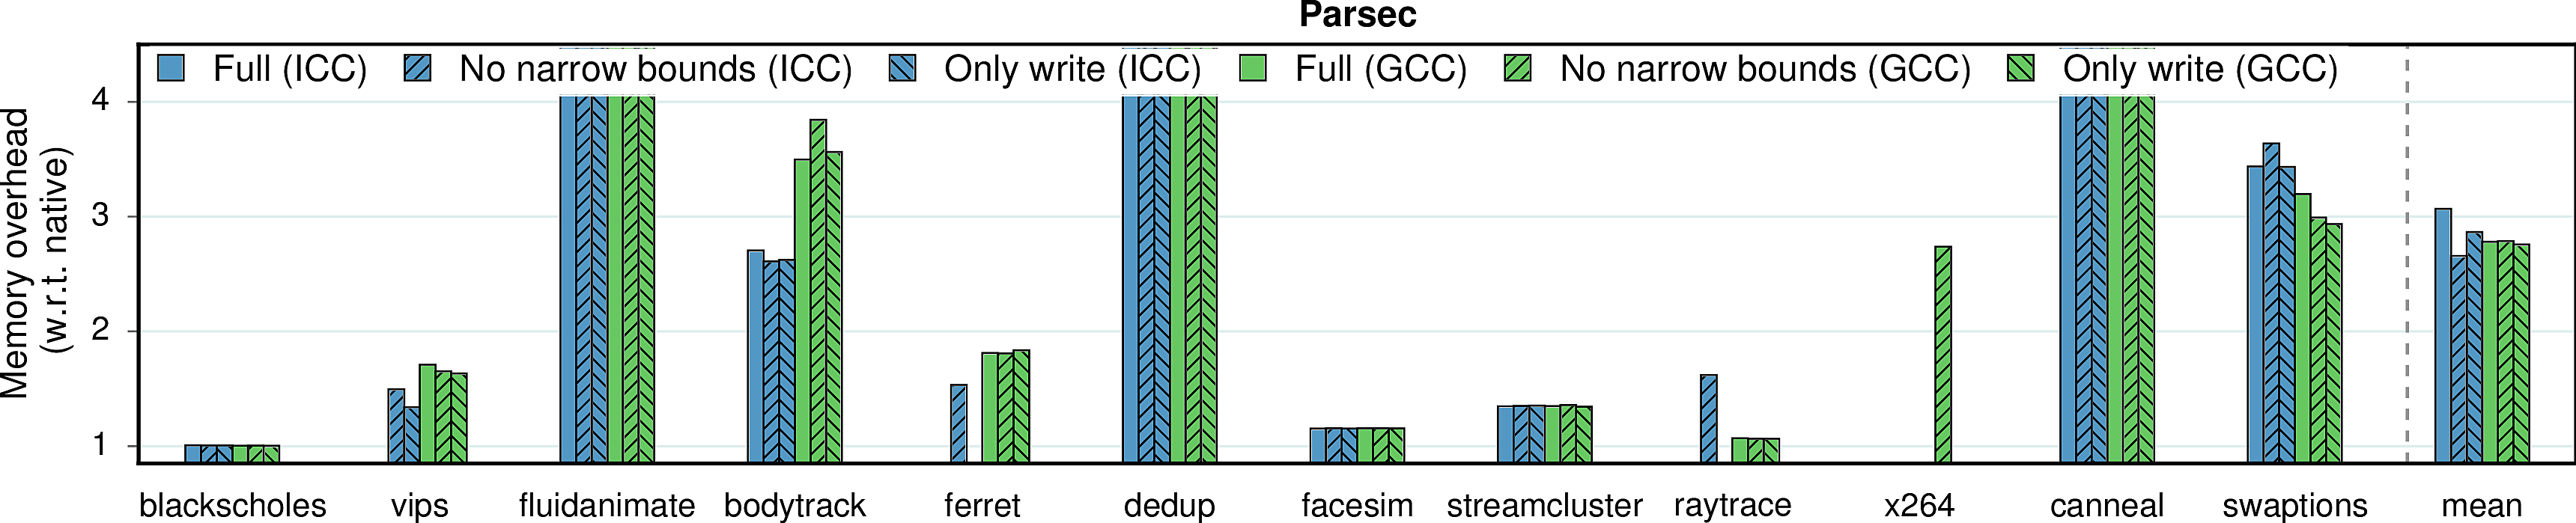 Parsec
Full (ICC) No narrow bounds (ICC) Only write (ICC) Full (GCC) No narrow bounds (GCC) Only write (GCC)
Memory overhead
(w.r.t. native)
4
3
2
1
blackscholes vips fluidanimate bodytrack ferret dedup facesim streamcluster raytrace x264 canneal swaptions mean